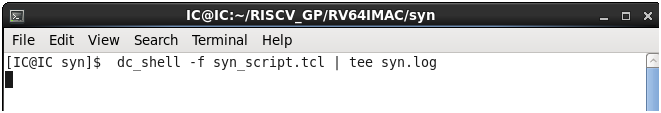 IC@IC:~/RISCV_GP/RV64IMAC/syn
File Edit View Search Terminal Help
[IC@IC syn]$  dc_shell -f syn_script.tcl | tee syn.log